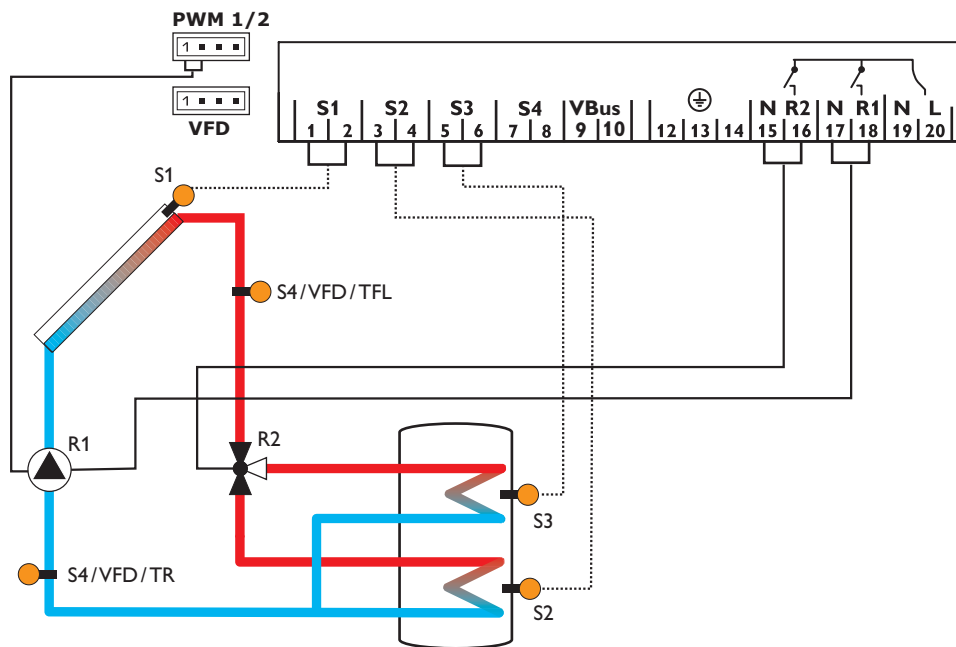 PWM 1/2
1
1
VFD
S1 S2 S3 S4 VBus N R2 N R1 N L
1 2 3 4 5 6 7 8 9 10 12 13 14 15 16 17 18 19 20
S1
S4/VFD/TFL
R1
R2
S3
S4/VFD/TR
S2